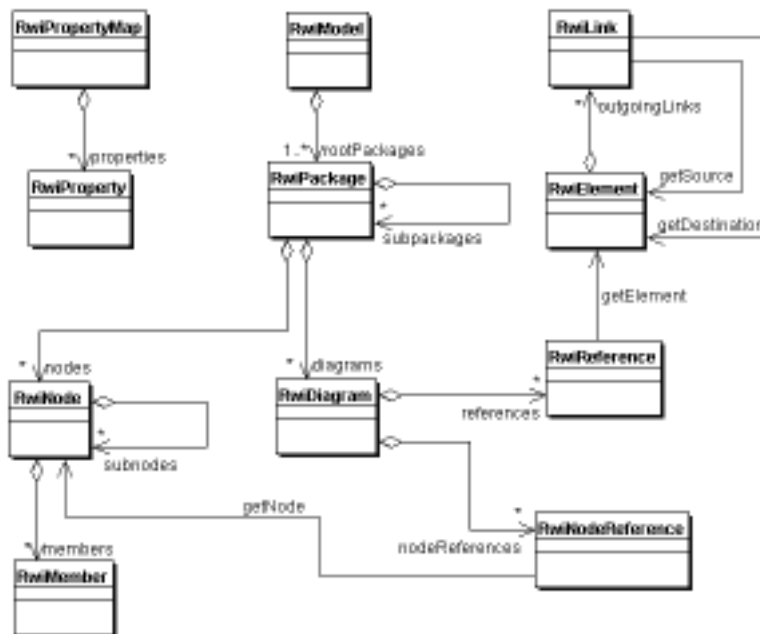 RwiPropertyMap
RwiModel
RwiLink
* outgoingLinks
* properties
1..* rootPackages
getSource
RwiProperty
RwiPackage
RwiElement
*
subpackages
getDestination
getElement
RwiReference
* nodes
* diagrams
RwiNode
RwiDiagram
*
references
*
subnodes
getNode
*
nodeReferences
RwiNodeReference
* members
RwiMember